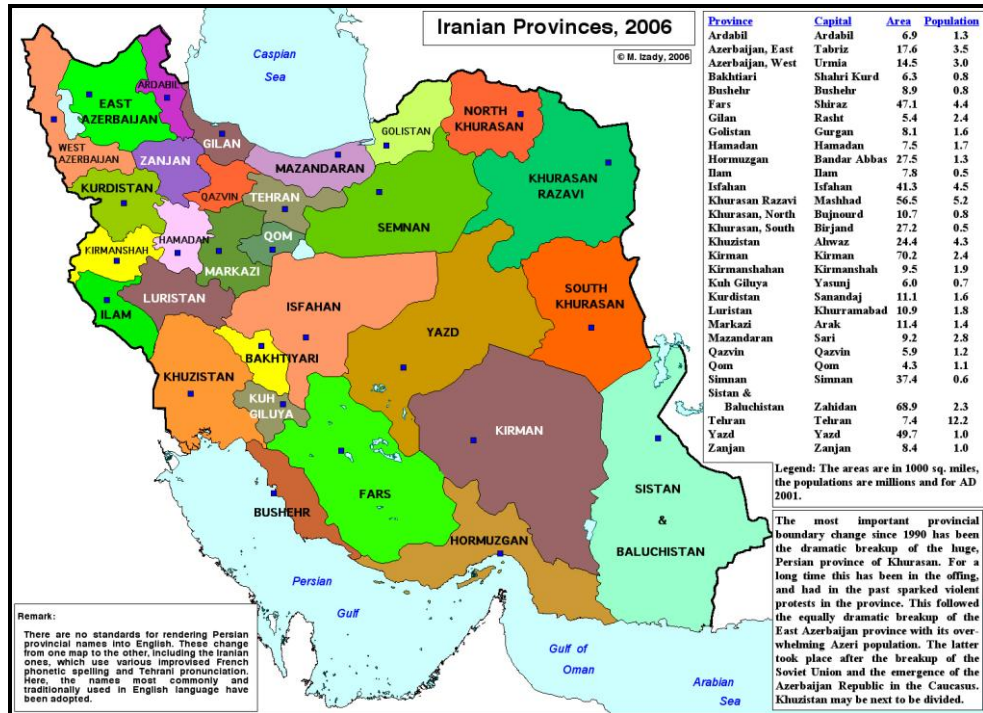 Iranian Provinces, 2006
© M. Izady, 2006
Caspian
Sea
EAST
AZERBAIJAN
ARDABIL
WEST
AZERBAIJAN
GILAN
ZANJAN
GOLISTAN
NORTH
KHURASAN
MAZANDARAN
KHURASAN
RAZAVI
KURDISTAN
QAZVIN
TEHRAN
SEMNAN
HAMADAN
QOM
KIRMANSHAH
MARKAZI
LURISTAN
ILAM
ISFAHAN
SOUTH
KHURASAN
YAZD
BAKHTIYARI
KHUZISTAN
KUH
GILUYA
KIRMAN
FARS
SISTAN
&
BALUCHISTAN
BUSHEHR
HORMUZGAN
Persian
Gulf
Gulf of
Oman
Arabian
Sea
Province Capital Area Population
Ardabil Ardabil 6.9 1.3
Azerbaijan, East Tabriz 17.6 3.5
Azerbaijan, West Urmia 14.5 3.0
Bakhtiari Shahri Kurd 6.3 0.8
Bushehr Bushehr 8.9 0.8
Fars Shiraz 47.1 4.4
Gilan Rasht 5.4 2.4
Golistan Gurgan 8.1 1.6
Hamadan Hamadan 7.5 1.7
Hormuzgan Bandar Abbas 27.5 1.3
Ilam Ilam 7.8 0.5
Isfahan Isfahan 41.3 4.5
Khurasan Razavi Mashhad 56.5 5.2
Khurasan, North Bujnourd 10.7 0.8
Khurasan, South Birjand 27.2 0.5
Khuzistan Ahwaz 24.4 4.3
Kirman Kirman 70.2 2.4
Kirmanshahan Kirmanshah 9.5 1.9
Kuh Giluya Yasunj 6.0 0.7
Kurdistan Sanandaj 11.1 1.6
Luristan Khurramabad 10.9 1.8
Markazi Arak 11.4 1.4
Mazandaran Sari 9.2 2.8
Qazvin Qazvin 5.9 1.2
Qom Qom 4.3 1.1
Simnan Simnan 37.4 0.6
Sistan &
Baluchistan Zahidan 68.9 2.3
Tehran Tehran 7.4 12.2
Yazd Yazd 49.7 1.0
Zanjan Zanjan 8.4 1.0
Legend: The areas are in 1000 sq. miles,
the populations are millions and for AD
2001.
The most important provincial
boundary change since 1990 has been
the dramatic breakup of the huge,
Persian province of Khurasan. For a
long time this has been in the offing,
and had in the past sparked violent
protests in the province. This followed
the equally dramatic breakup of the
East Azerbaijan province with its over-
whelming Azeri population. The latter
took place after the breakup of the
Soviet Union and the emergence of the
Azerbaijan Republic in the Caucasus.
Khuzistan may be next to be divided.
Remark:
There are no standards for rendering Persian
provincial names into English. These change
from one map to the other, including the Iranian
ones, which use various improvised French
phonetic spelling and Tehrani pronunciation.
Here, the names most commonly and
traditionally used in English language have
been adopted.